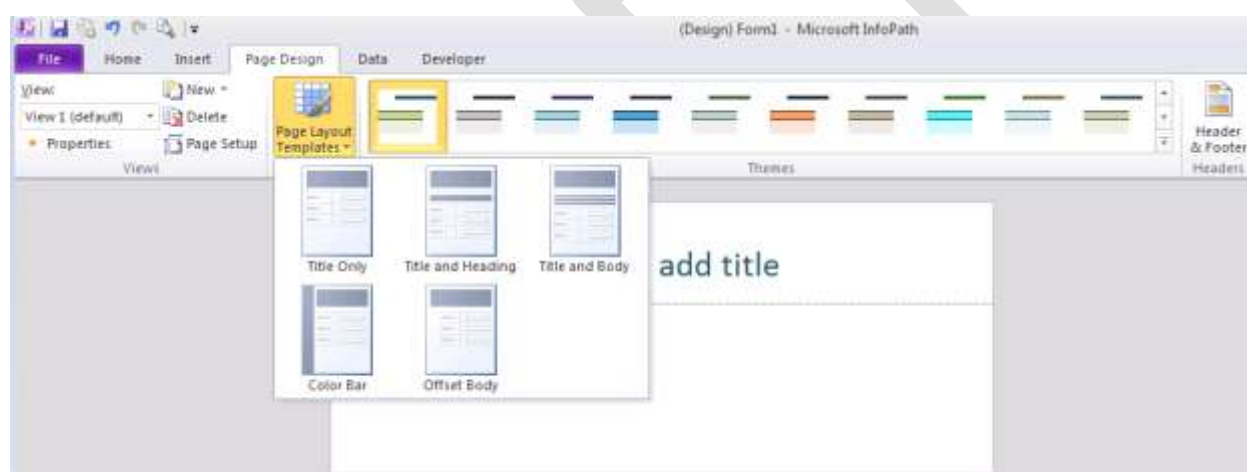 (Design) Form1 - Microsoft InfoPath
File Home Insert Page Design Data Developer
View:
New
View 1 (default)
Delete
Properties
Page Setup
Views
Page Layout
Templates
Themes
Header
& Footer
Headers
Title Only Title and Heading Title and Body
Color Bar Offset Body
add title